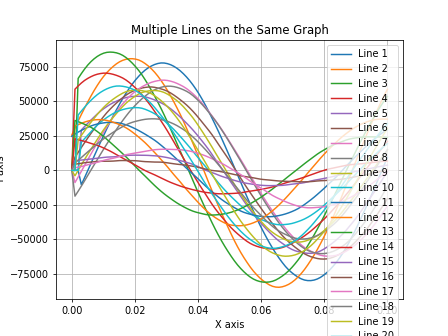 Multiple Lines on the Same Graph
75000
50000
25000
0
−25000
−50000
−75000
0.00
0.02
0.04
0.06
0.08
X axis
Line 1
Line 2
Line 3
Line 4
Line 5
Line 6
Line 7
Line 8
Line 9
Line 10
Line 11
Line 12
Line 13
Line 14
Line 15
Line 16
Line 17
Line 18
Line 19
Line 20